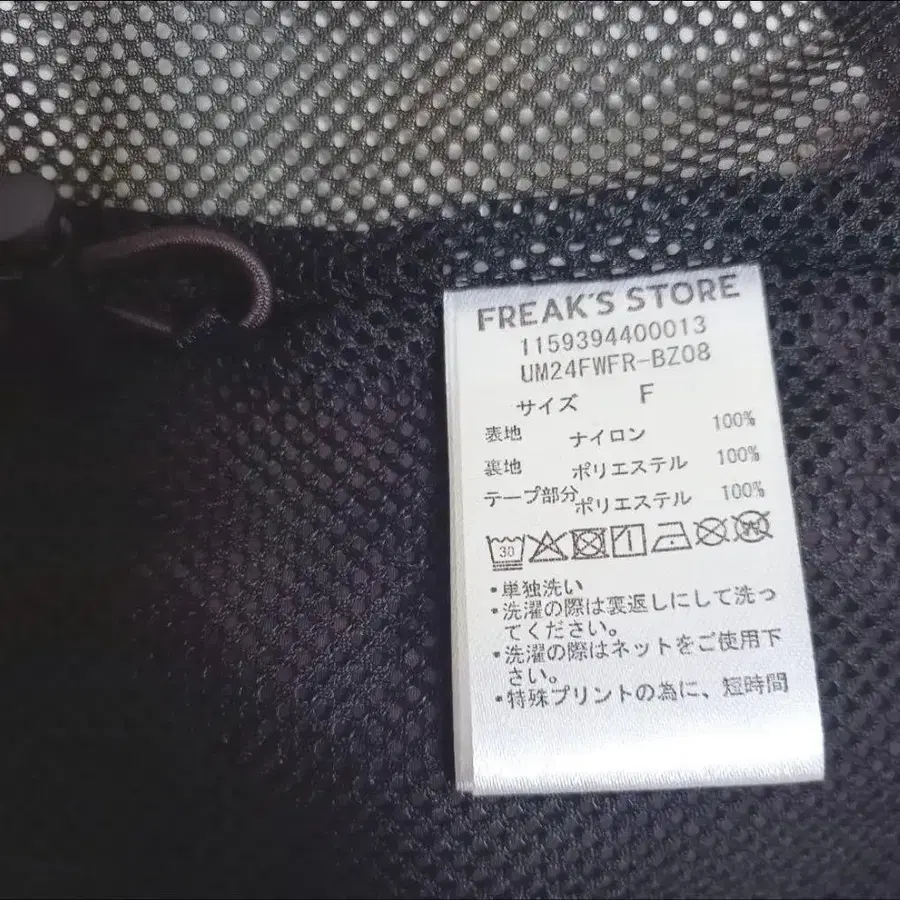 FREAK'S STORE
1159394400013
UM24FWFR-BZ08
サイズ F
表地 ナイロン 100%
裏地 ポリエステル 100%
テープ部分 ポリエステル 100%
30 W
・単独洗い
・洗濯の際は裏返しにして洗っ
てください。
・洗濯の際はネットをご使用下
さい。
・特殊プリントの為に、短時間